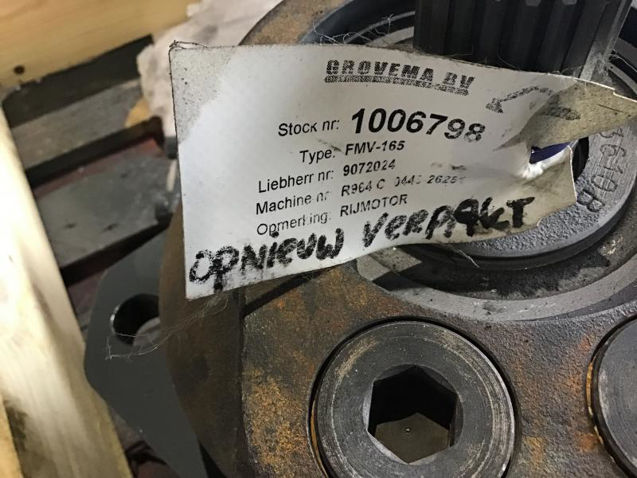 GROVEMA BV
Stock nr: 1006798
Type: FMV-165
Liebherr nr: 9072024
Machine nr R964 C
Opmerking: RIJMOTOR
OPNIEUW VERPAKT